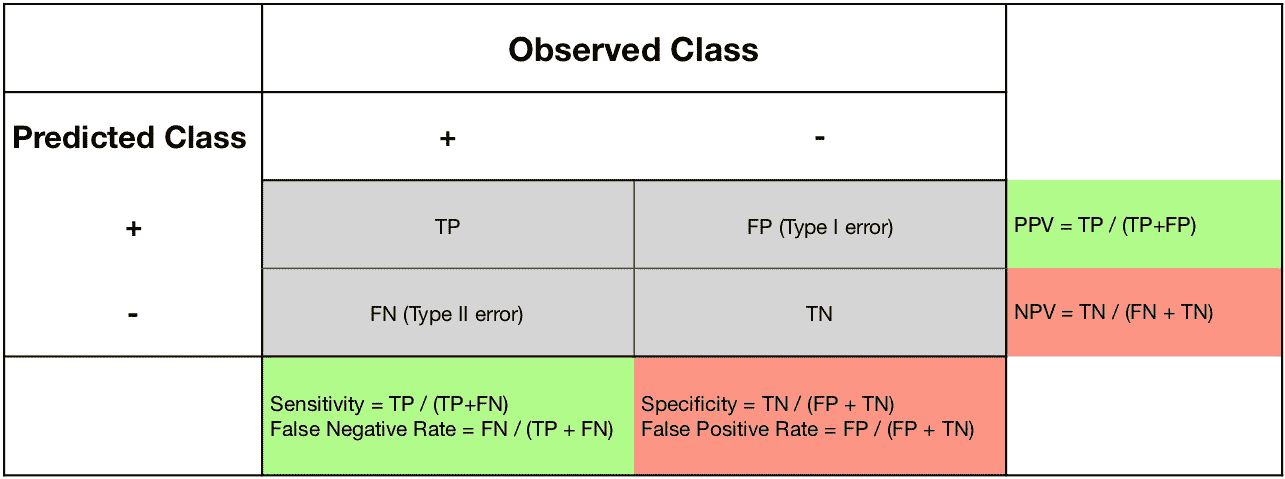 Observed Class
Predicted Class
+
-
+
TP
FP (Type I error)
PPV = TP / (TP+FP)
-
FN (Type II error)
TN
NPV = TN / (FN + TN)
Sensitivity = TP / (TP+FN)
False Negative Rate = FN / (TP + FN)
Specificity = TN / (FP + TN)
False Positive Rate = FP / (FP + TN)